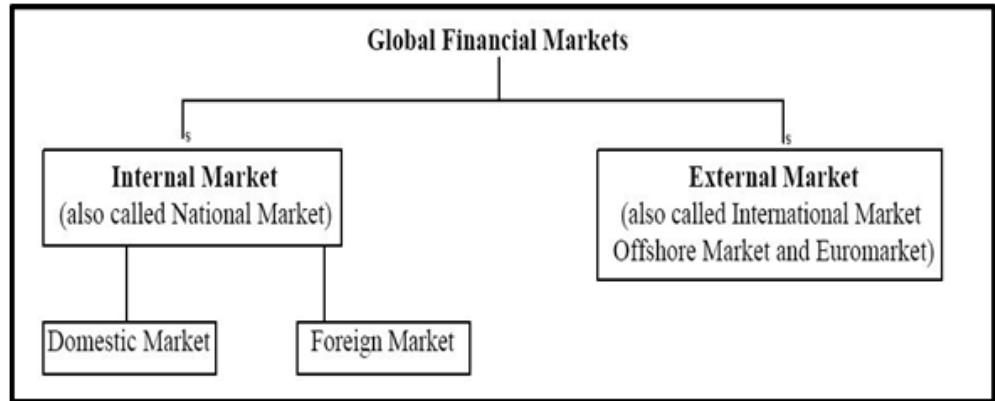 Global Financial Markets
s
s
Internal Market
(also called National Market)
External Market
(also called International Market
Offshore Market and Euromarket)
Domestic Market
Foreign Market